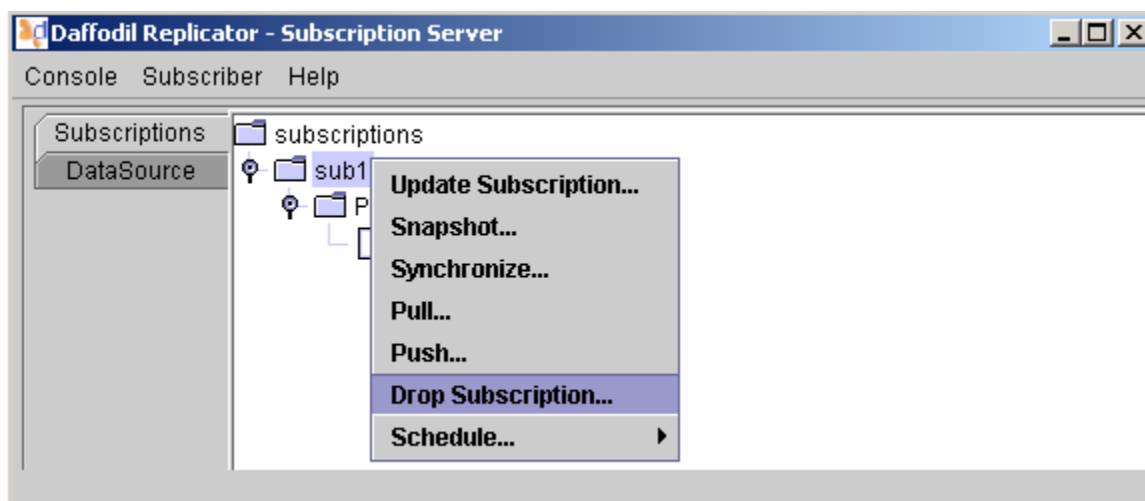 Daffodil Replicator - Subscription Server
Console Subscriber Help
Subscriptions
DataSource
subscriptions
sub1
P
Update Subscription...
Snapshot...
Synchronize...
Pull...
Push...
Drop Subscription...
Schedule...